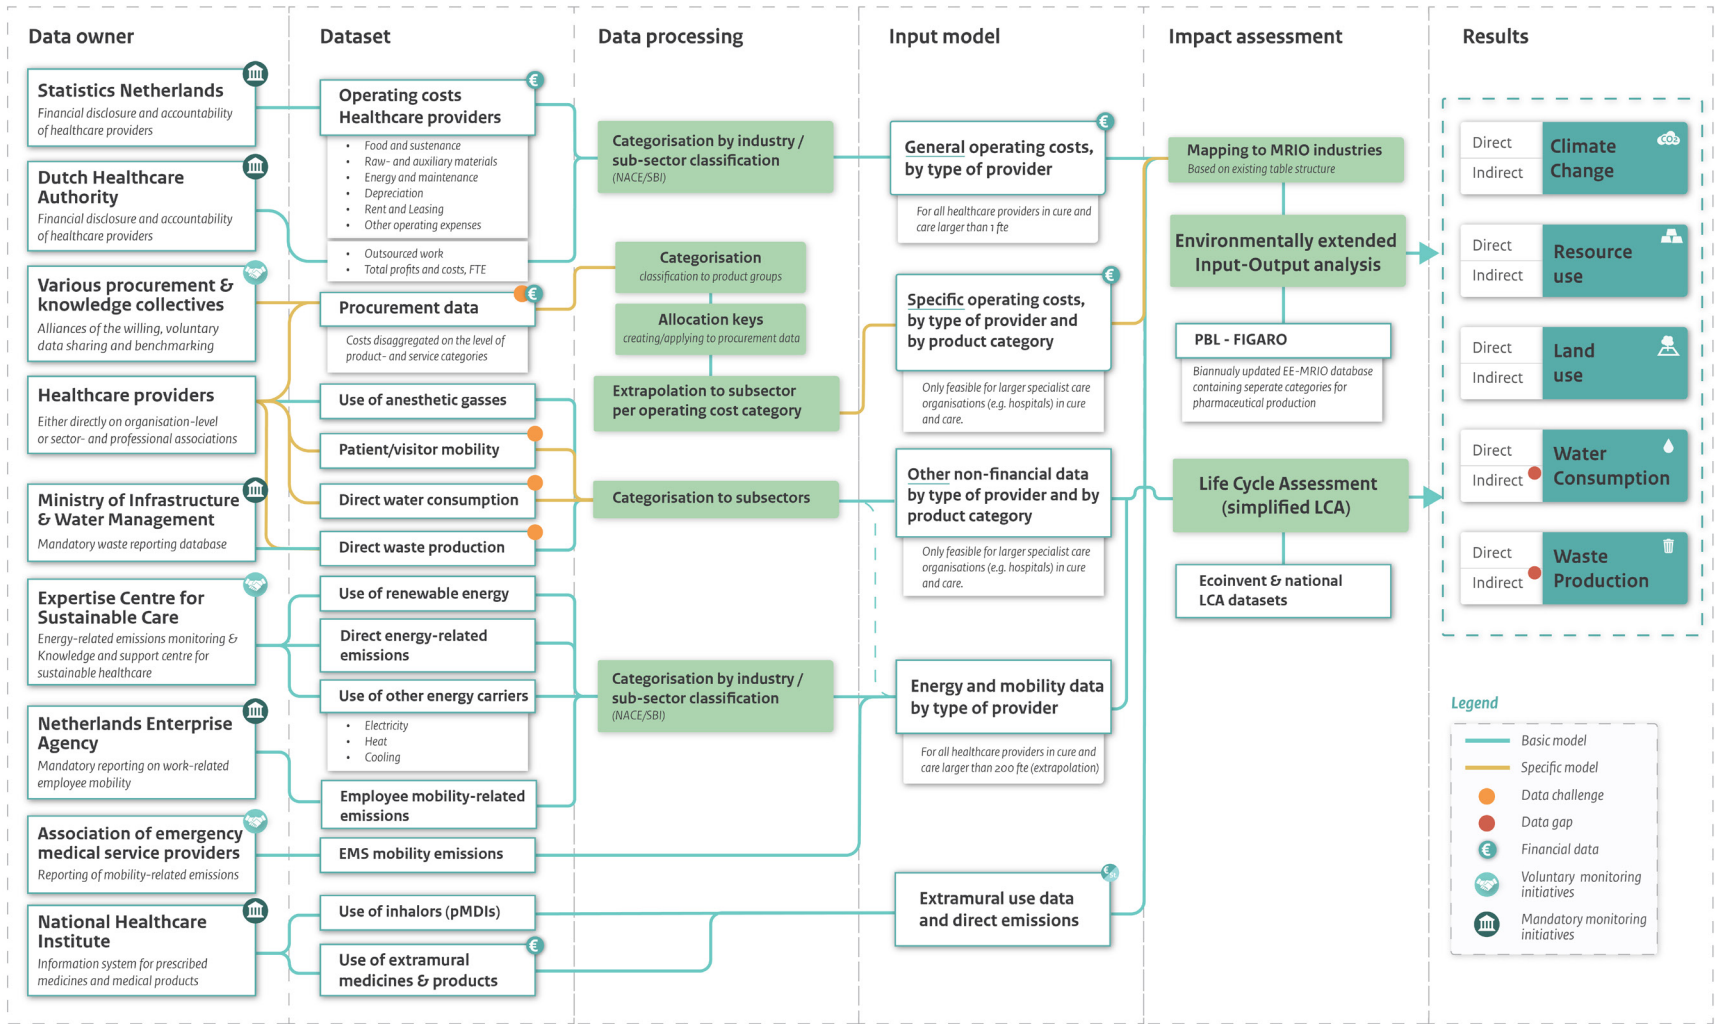 Data owner
Statistics Netherlands
Financial disclosure and accountability
of healthcare providers
Dutch Healthcare
Authority
Financial disclosure and accountability
of healthcare providers
Various procurement &
knowledge collectives
Alliances of the willing, voluntary
data sharing and benchmarking
Healthcare providers
Either directly on organisation-level
or sector- and professional associations
Ministry of Infrastructure
& Water Management
Mandatory waste reporting database
Expertise Centre for
Sustainable Care
Energy-related emissions monitoring &
Knowledge and support centre for
sustainable healthcare
Netherlands Enterprise
Agency
Mandatory reporting on work-related
employee mobility
Association of emergency
medical service providers
Reporting of mobility-related emissions
National Healthcare
Institute
Information system for prescribed
medicines and medical products
Dataset
€
Operating costs
Healthcare providers
• Food and sustenance
• Raw- and auxiliary materials
• Energy and maintenance
• Depreciation
• Rent and Leasing
• Other operating expenses
• Outsourced work
• Total profits and costs, FTE
€
Procurement data
Costs disaggregated on the level of
product- and service categories
Use of anesthetic gasses
Patient/visitor mobility
Direct water consumption
Direct waste production
Use of renewable energy
Direct energy-related
emissions
Use of other energy carriers
• Electricity
• Heat
• Cooling
Employee mobility-related
emissions
EMS mobility emissions
Use of inhalors (pMDIs)
€
Use of extramural
medicines & products
Data processing
Categorisation by industry /
sub-sector classification
(NACE/SBI)
Categorisation
classification to product groups
Allocation keys
creating/applying to procurement data
Extrapolation to subsector
per operating cost category
Categorisation to subsectors
Categorisation by industry /
sub-sector classification
(NACE/SBI)
Input model
€
General operating costs,
by type of provider
For all healthcare providers in cure and
care larger than 1 fte
€
Specific operating costs,
by type of provider and
by product category
Only feasible for larger specialist care
organisations (e.g. hospitals) in cure
and care.
Other non-financial data
by type of provider and by
product category
Only feasible for larger specialist care
organisations (e.g. hospitals) in cure
and care.
Energy and mobility data
by type of provider
For all healthcare providers in cure and
care larger than 200 fte (extrapolation)
Extramural use data
and direct emissions
Impact assessment
Mapping to MRIO industries
Based on existing table structure
Environmentally extended
Input-Output analysis
PBL - FIGARO
Biannualy updated EE-MRIO database
containing seperate categories for
pharmaceutical production
Life Cycle Assessment
(simplified LCA)
Ecoinvent & national
LCA datasets
Results
Direct
Indirect
Climate
Change
CO2
Direct
Indirect
Resource
use
Direct
Indirect
Land
use
Direct
Indirect
Water
Consumption
Direct
Indirect
Waste
Production
Legend
Basic model
Specific model
Data challenge
Data gap
€
Financial data
Voluntary monitoring
initiatives
Mandatory monitoring
initiatives